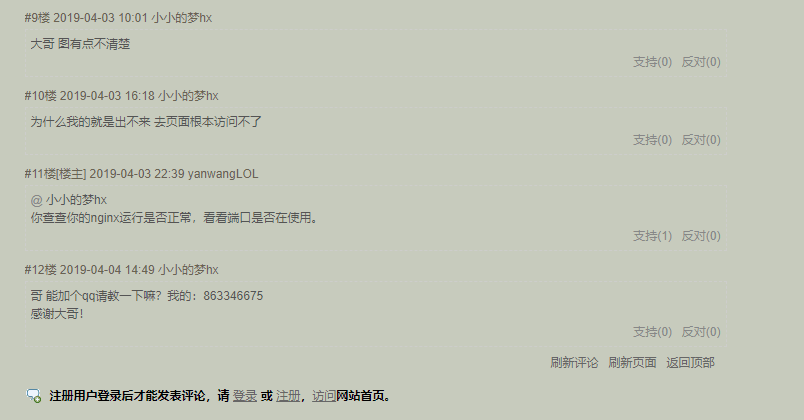 #9楼 2019-04-03 10:01 小小的梦hx
大哥 图有点不清楚
支持(0) 反对(0)
#10楼 2019-04-03 16:18 小小的梦hx
为什么我的就是出不来 去页面根本访问不了
支持(0) 反对(0)
#11楼[楼主] 2019-04-03 22:39 yanwangLOL
@ 小小的梦hx
你查查你的nginx运行是否正常，看看端口是否在使用。
支持(1) 反对(0)
#12楼 2019-04-04 14:49 小小的梦hx
哥 能加个qq请教一下嘛？我的：863346675
感谢大哥！
支持(0) 反对(0)
刷新评论 刷新页面 返回顶部
注册用户登录后才能发表评论，请 登录 或 注册，访问网站首页。